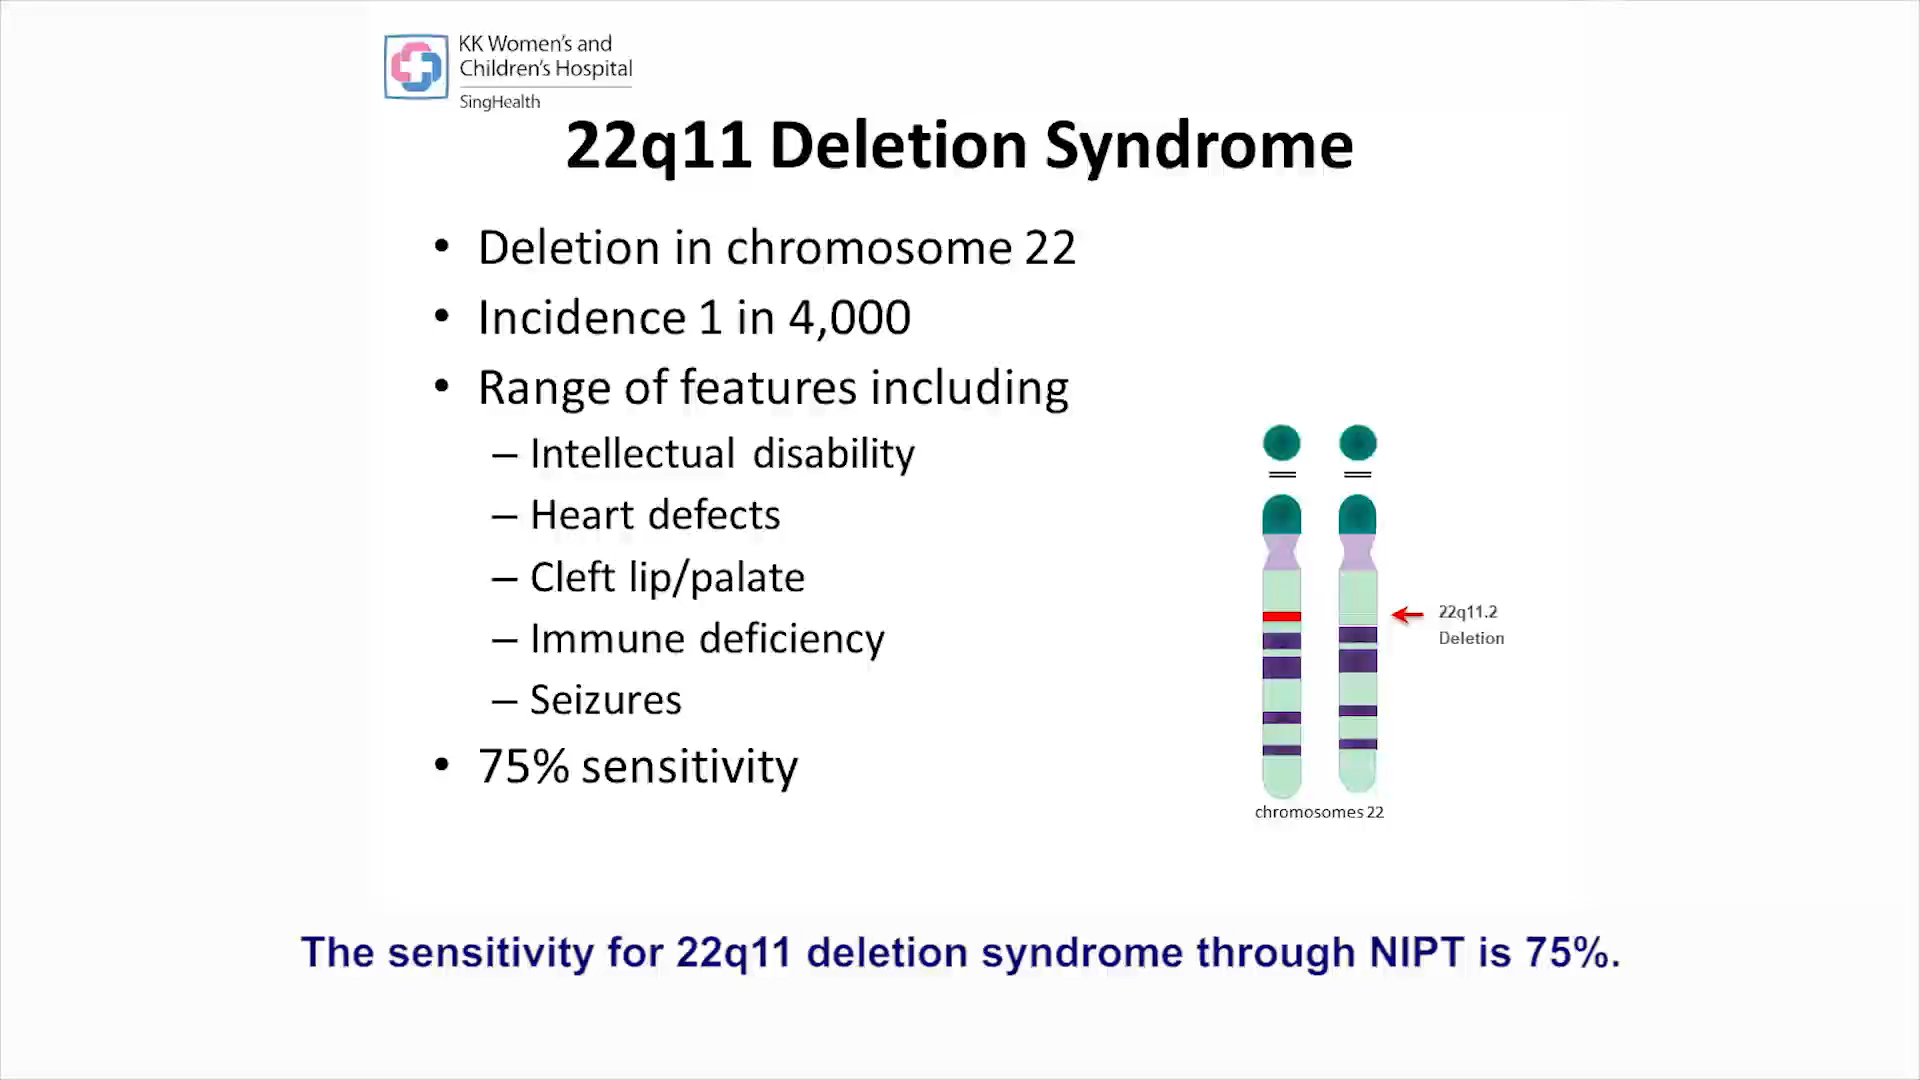 KK Women's and
Children's Hospital
SingHealth
22q11 Deletion Syndrome
• Deletion in chromosome 22
• Incidence 1 in 4,000
• Range of features including
– Intellectual disability
– Heart defects
– Cleft lip/palate
– Immune deficiency
– Seizures
• 75% sensitivity
22q11.2
Deletion
chromosomes 22
The sensitivity for 22q11 deletion syndrome through NIPT is 75%.